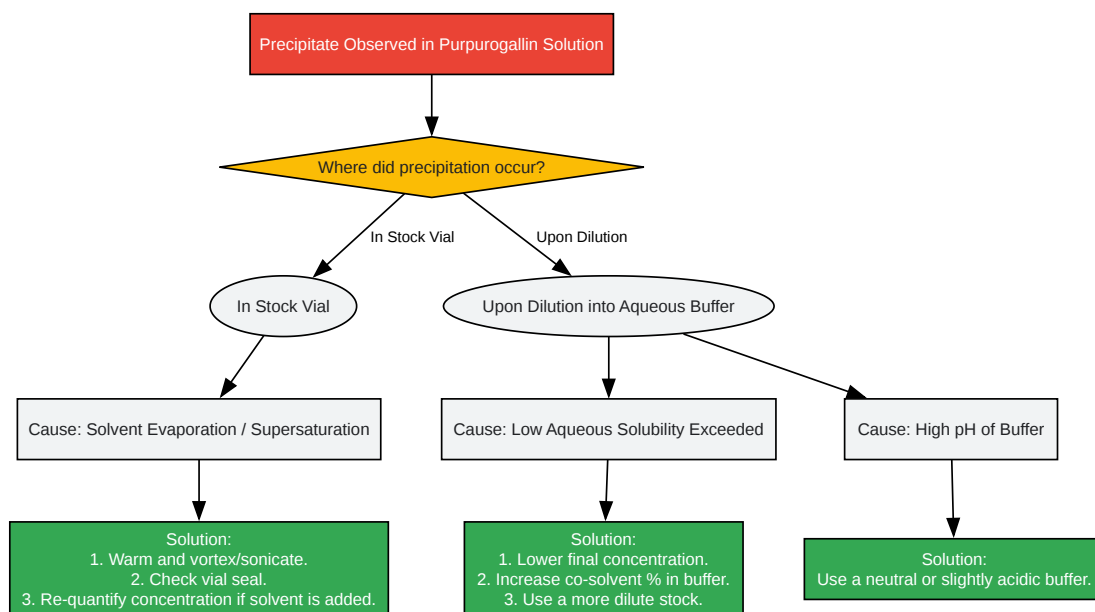 Precipitate Observed in Purpurogallin Solution
Where did precipitation occur?
In Stock Vial
Upon Dilution
In Stock Vial
Upon Dilution into Aqueous Buffer
Cause: Solvent Evaporation / Supersaturation
Cause: Low Aqueous Solubility Exceeded
Cause: High pH of Buffer
Solution:
1. Warm and vortex/sonicate.
2. Check vial seal.
3. Re-quantify concentration if solvent is added.
Solution:
1. Lower final concentration.
2. Increase co-solvent % in buffer.
3. Use a more dilute stock.
Solution:
Use a neutral or slightly acidic buffer.